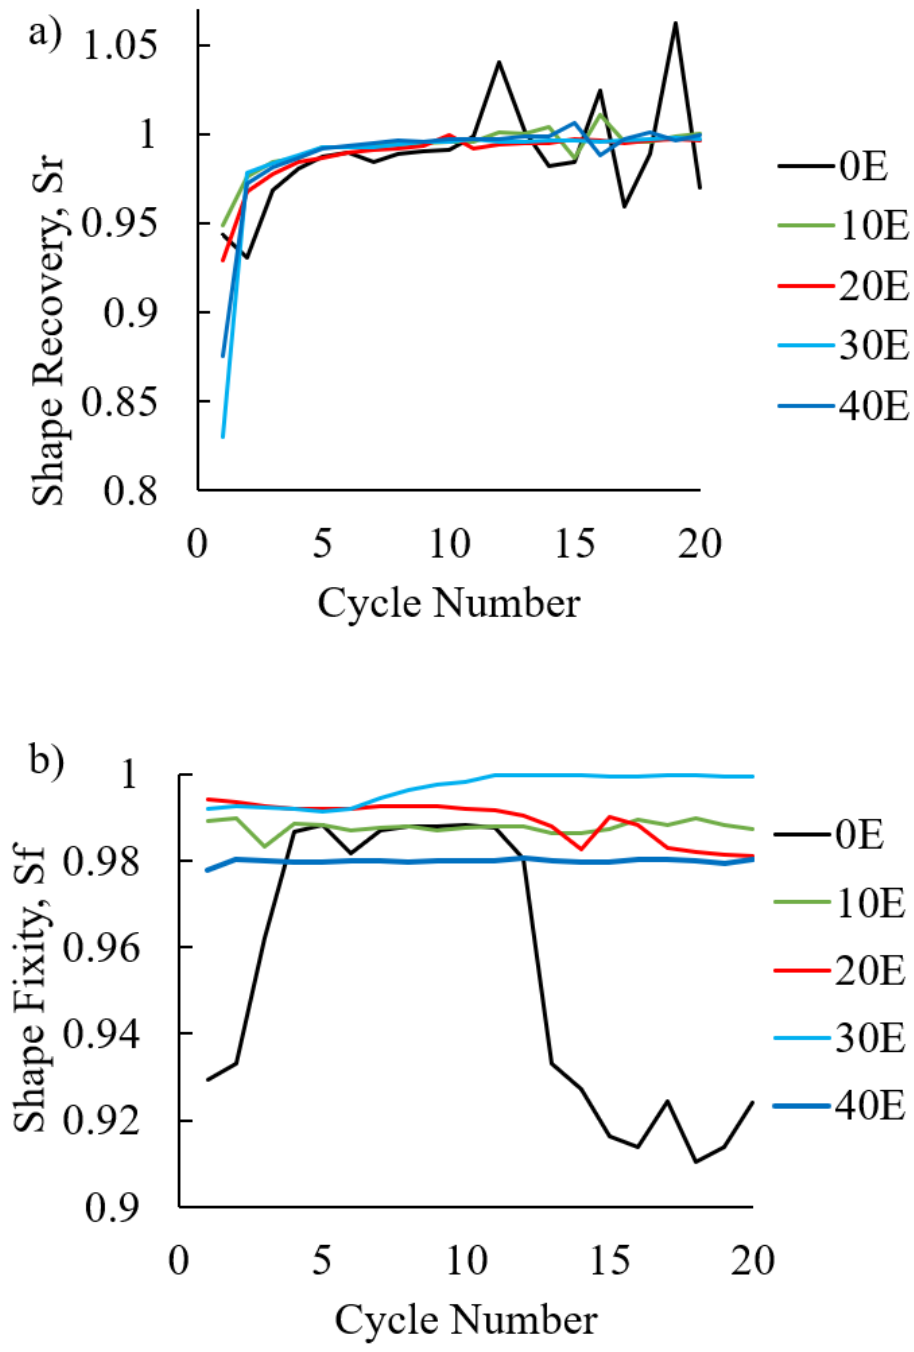 a)
1.05
1
0.95
0.9
0.85
0.8
Shape Recovery, Sr
0 5 10 15 20
Cycle Number
0E
10E
20E
30E
40E
b)
1
0.98
0.96
0.94
0.92
0.9
Shape Fixity, Sf
0 5 10 15 20
Cycle Number
0E
10E
20E
30E
40E